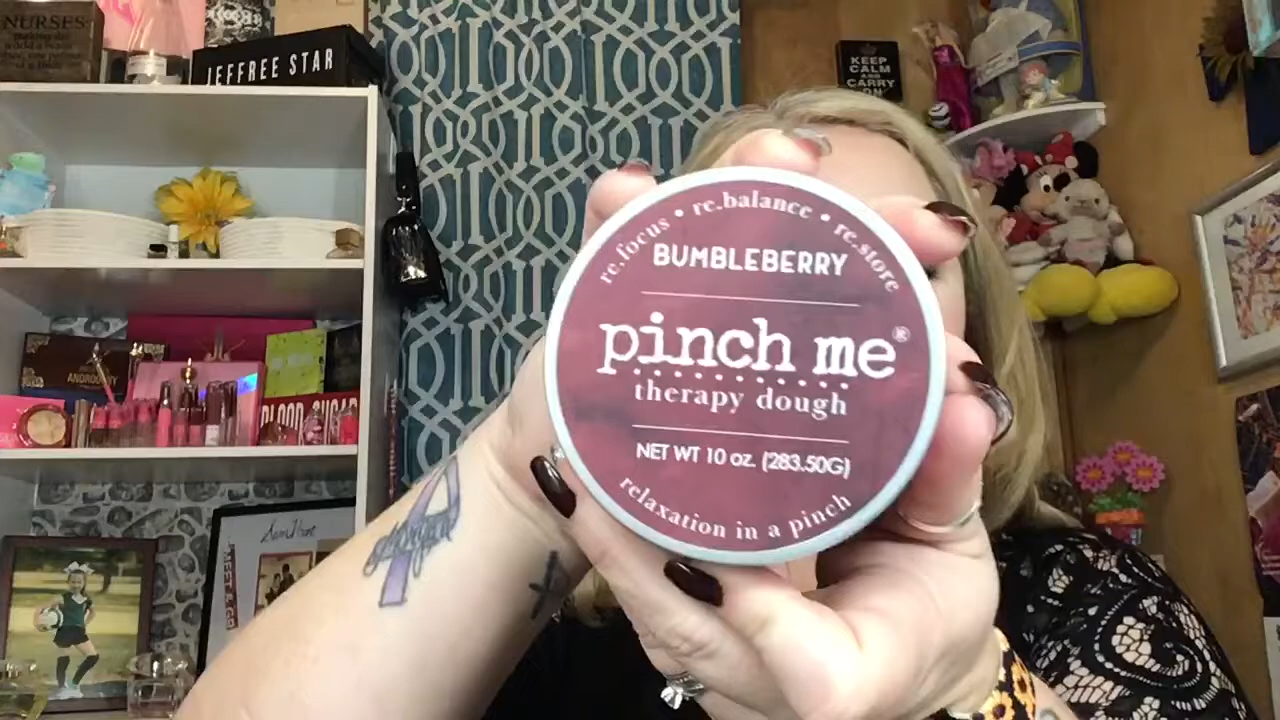 NURSES
JEFFREE STAR
KEEP
CALM
AND
CARRY
ON
re.focus • re.balance • re.store
BUMBLEBERRY
pinch me®
therapy dough
NET WT 10 oz. (283.50G)
relaxation in a pinch
ANDROGYNY
BLOOD SUGAR